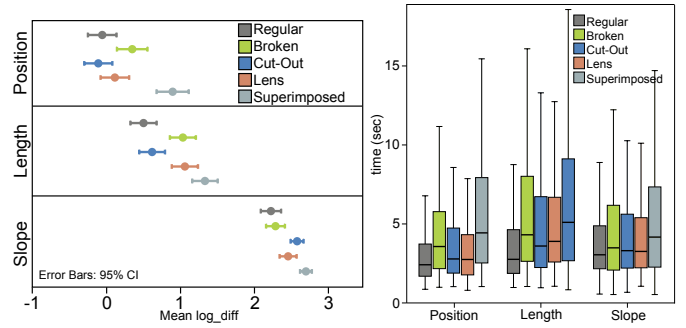 Position
Length
Slope
Regular
Broken
Cut-Out
Lens
Superimposed
Error Bars: 95% CI
-1
0
1
2
3
Mean log_diff
time (sec)
15
10
5
0
Regular
Broken
Cut-Out
Lens
Superimposed
Position
Length
Slope